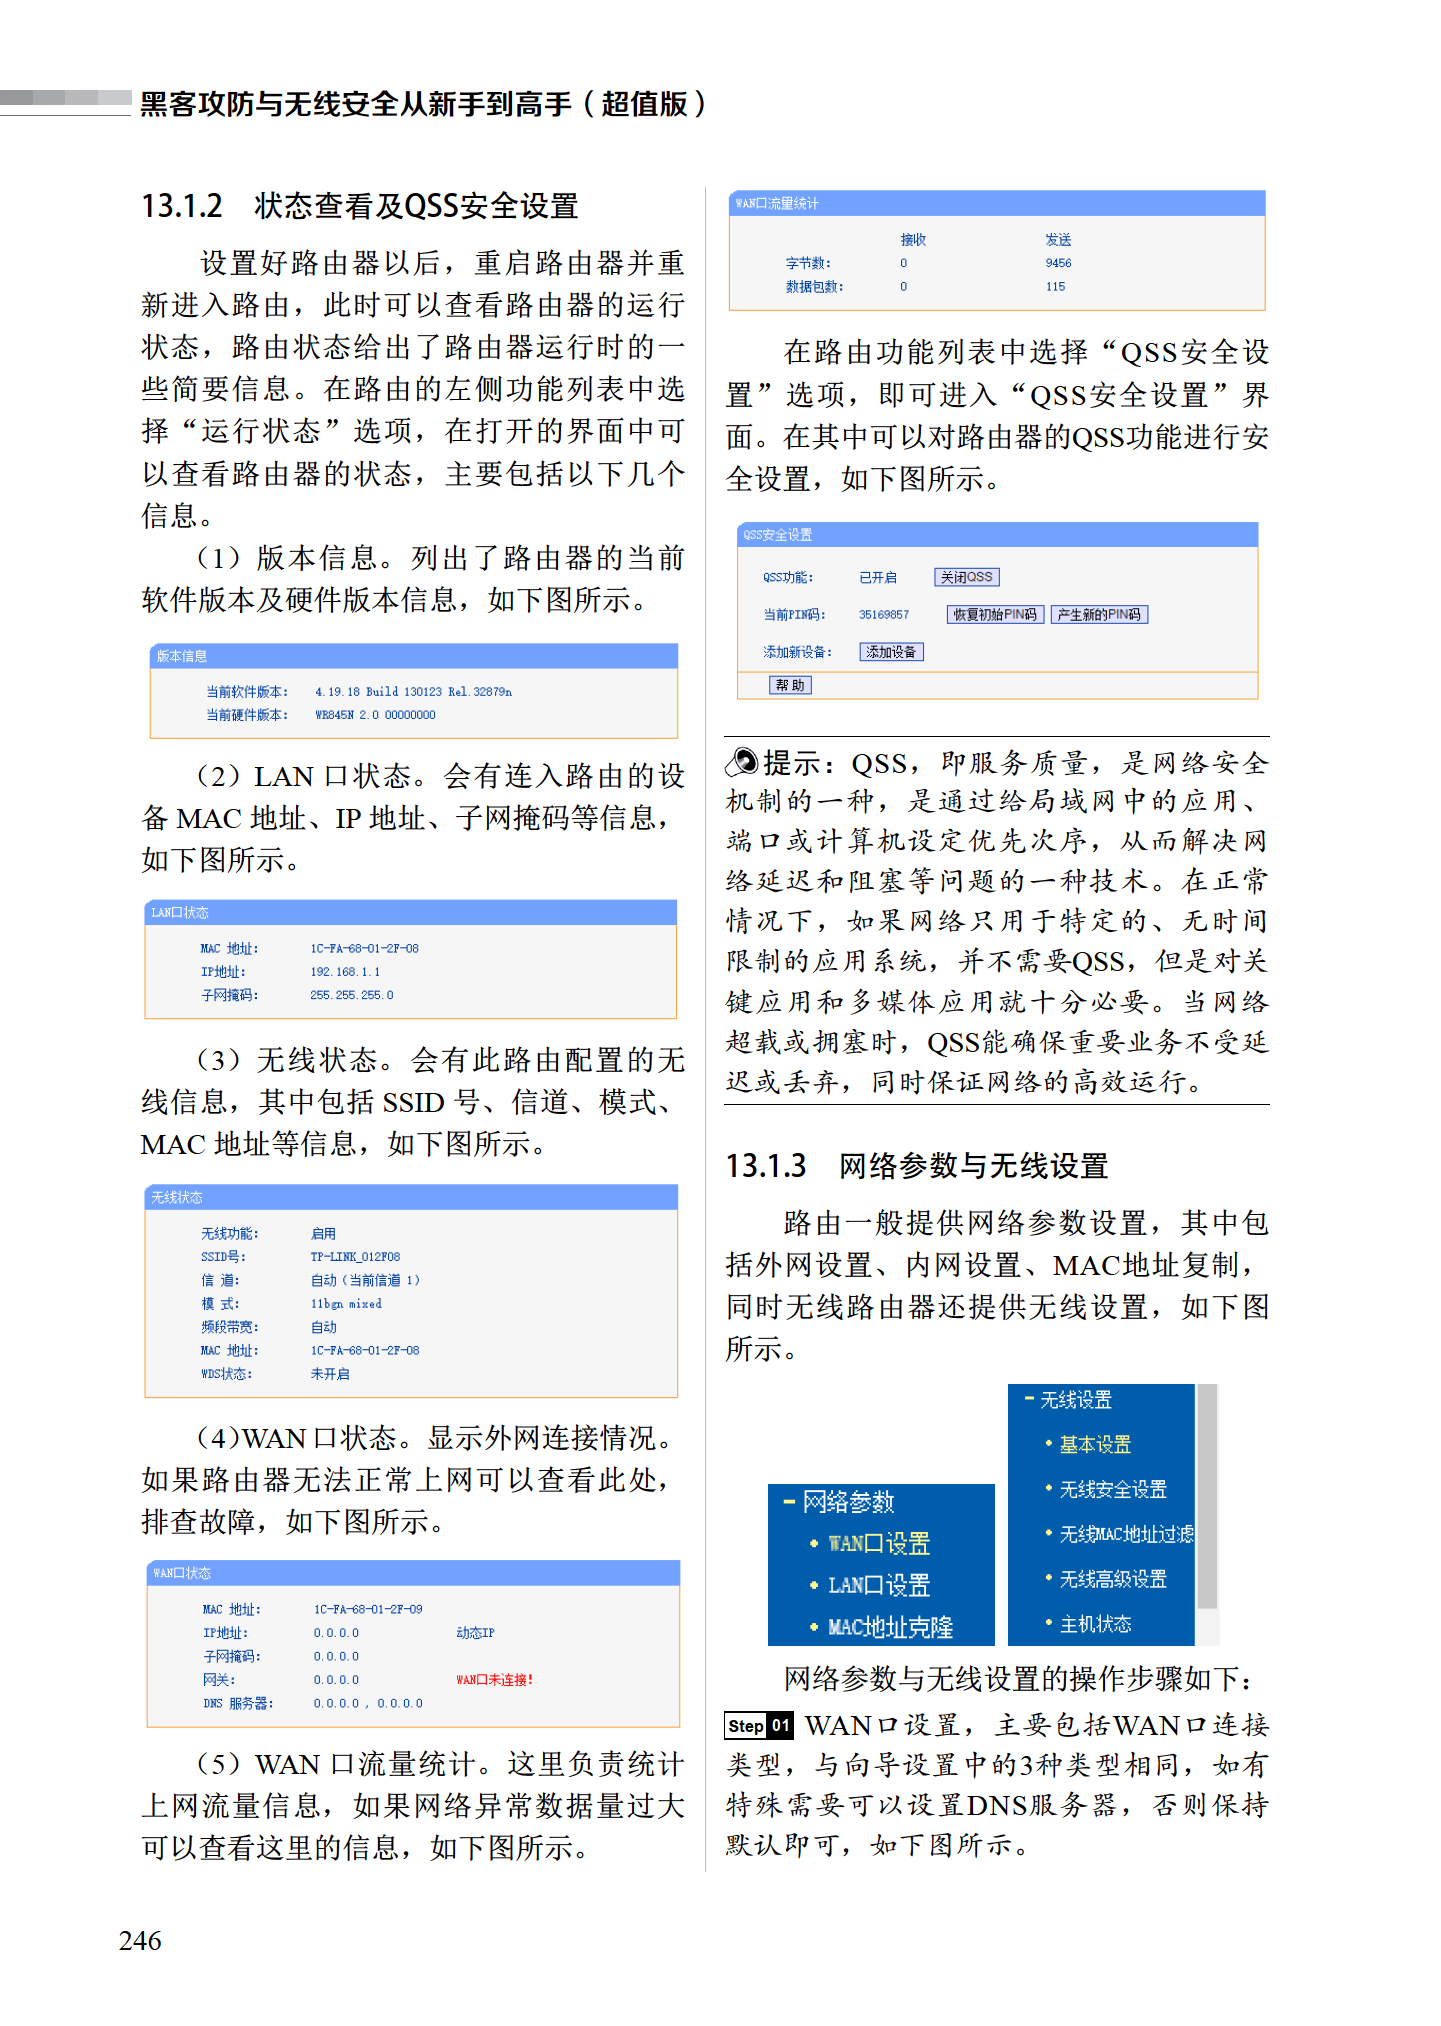 黑客攻防与无线安全从新手到高手（超值版）
13.1.2　状态查看及QSS安全设置
设置好路由器以后，重启路由器并重
新进入路由，此时可以查看路由器的运行
状态，路由状态给出了路由器运行时的一
些简要信息。在路由的左侧功能列表中选
择“运行状态”选项，在打开的界面中可
以查看路由器的状态，主要包括以下几个
信息。
（1）版本信息。列出了路由器的当前
软件版本及硬件版本信息，如下图所示。
版本信息
当前软件版本： 4.19.18 Build 130123 Rel.32879n
当前硬件版本： WR845N 2.0 00000000
（2）LAN 口状态。会有连入路由的设
备 MAC 地址、IP 地址、子网掩码等信息，
如下图所示。
LAN口状态
MAC 地址： 1C-FA-68-01-2F-08
IP地址： 192.168.1.1
子网掩码： 255.255.255.0
（3）无线状态。会有此路由配置的无
线信息，其中包括 SSID 号、信道、模式、
MAC 地址等信息，如下图所示。
无线状态
无线功能： 启用
SSID号： TP-LINK_012F08
信 道： 自动（当前信道 1）
模 式： 11bgn mixed
频段带宽： 自动
MAC 地址： 1C-FA-68-01-2F-08
WDS状态： 未开启
（4）WAN 口状态。显示外网连接情况。
如果路由器无法正常上网可以查看此处，
排查故障，如下图所示。
WAN口状态
MAC 地址： 1C-FA-68-01-2F-09
IP地址： 0.0.0.0 动态IP
子网掩码： 0.0.0.0
网关： 0.0.0.0 WAN口未连接！
DNS 服务器： 0.0.0.0 , 0.0.0.0
（5）WAN 口流量统计。这里负责统计
上网流量信息，如果网络异常数据量过大
可以查看这里的信息，如下图所示。
WAN口流量统计
接收 发送
字节数： 0 9456
数据包数： 0 115
在路由功能列表中选择“QSS安全设
置”选项，即可进入“QSS安全设置”界
面。在其中可以对路由器的QSS功能进行安
全设置，如下图所示。
QSS安全设置
QSS功能： 已开启 关闭QSS
当前PIN码： 35169857 恢复初始PIN码 产生新的PIN码
添加新设备： 添加设备
帮 助
提示：QSS，即服务质量，是网络安全
机制的一种，是通过给局域网中的应用、
端口或计算机设定优先次序，从而解决网
络延迟和阻塞等问题的一种技术。在正常
情况下，如果网络只用于特定的、无时间
限制的应用系统，并不需要QSS，但是对关
键应用和多媒体应用就十分必要。当网络
超载或拥塞时，QSS能确保重要业务不受延
迟或丢弃，同时保证网络的高效运行。
13.1.3　网络参数与无线设置
路由一般提供网络参数设置，其中包
括外网设置、内网设置、MAC地址复制，
同时无线路由器还提供无线设置，如下图
所示。
- 网络参数
• WAN口设置
• LAN口设置
• MAC地址克隆
- 无线设置
• 基本设置
• 无线安全设置
• 无线MAC地址过滤
• 无线高级设置
• 主机状态
网络参数与无线设置的操作步骤如下：
Step 01 WAN口设置，主要包括WAN口连接
类型，与向导设置中的3种类型相同，如有
特殊需要可以设置DNS服务器，否则保持
默认即可，如下图所示。
246